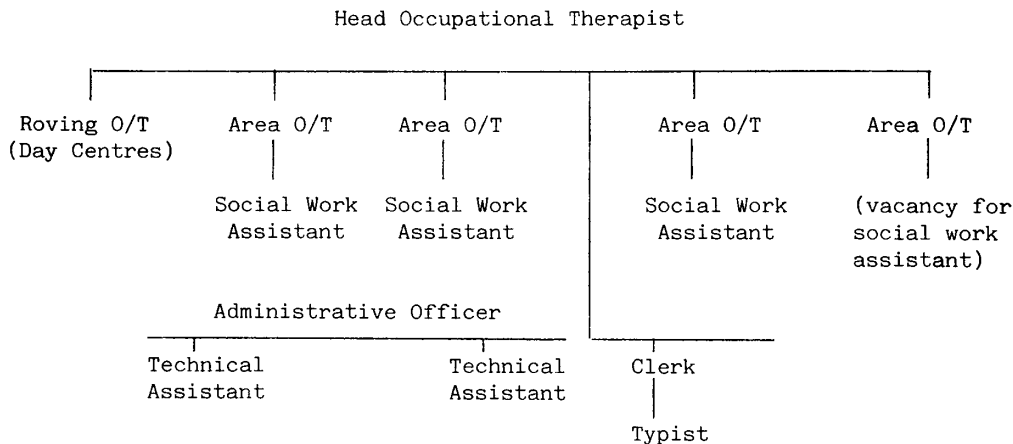 Head Occupational Therapist
Roving O/T Area O/T Area O/T Area O/T Area O/T
(Day Centres)
Social Work Social Work Social Work (vacancy for
Assistant Assistant Assistant social work
assistant)
Administrative Officer
Technical Technical Clerk
Assistant Assistant
Typist